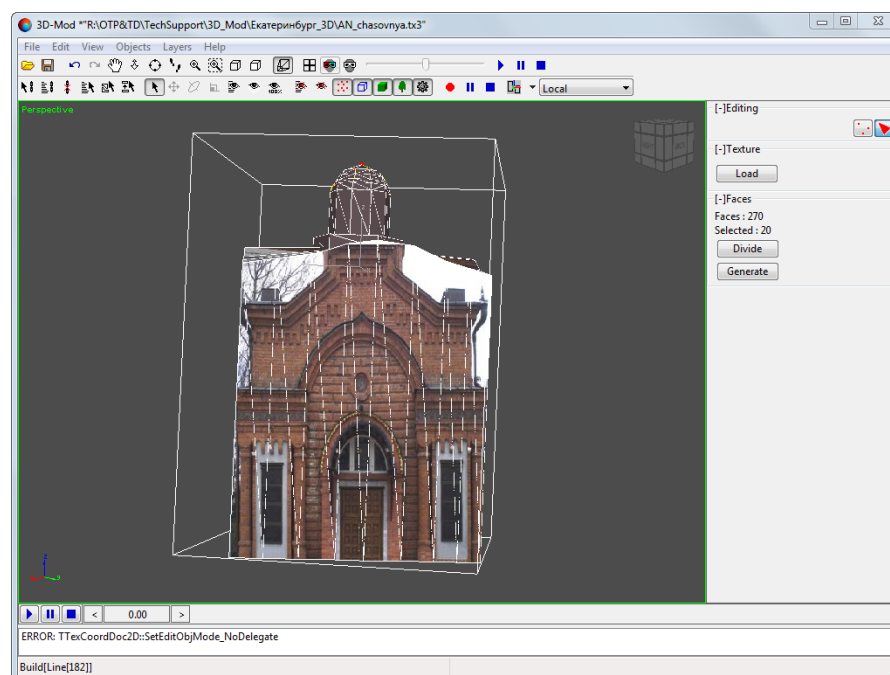 3D-Mod *"R:\OTP&TD\TechSupport\3D_Mod\Екатеринбург_3D\AN_chasovnya.tx3"
File Edit View Objects Layers Help
Local
Perspective
[-]Editing
[-]Texture
Load
[-]Faces
Faces : 270
Selected : 20
Divide
Generate
< 0.00 >
ERROR: TTexCoordDoc2D::SetEditObjMode_NoDelegate
Build[Line[182]]